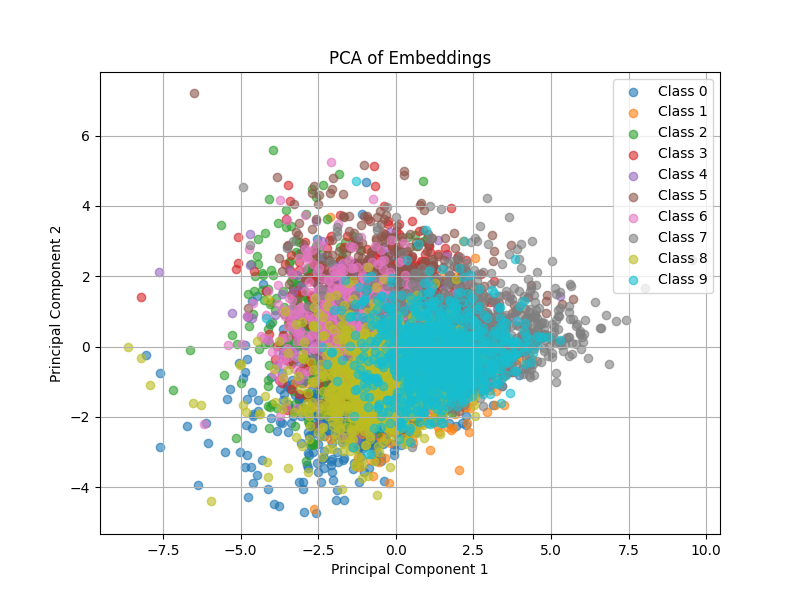 PCA of Embeddings
Class 0
Class 1
Class 2
Class 3
Class 4
Class 5
Class 6
Class 7
Class 8
Class 9
Principal Component 2
6
4
2
0
−2
−4
−7.5 −5.0 −2.5 0.0 2.5 5.0 7.5 10.0
Principal Component 1